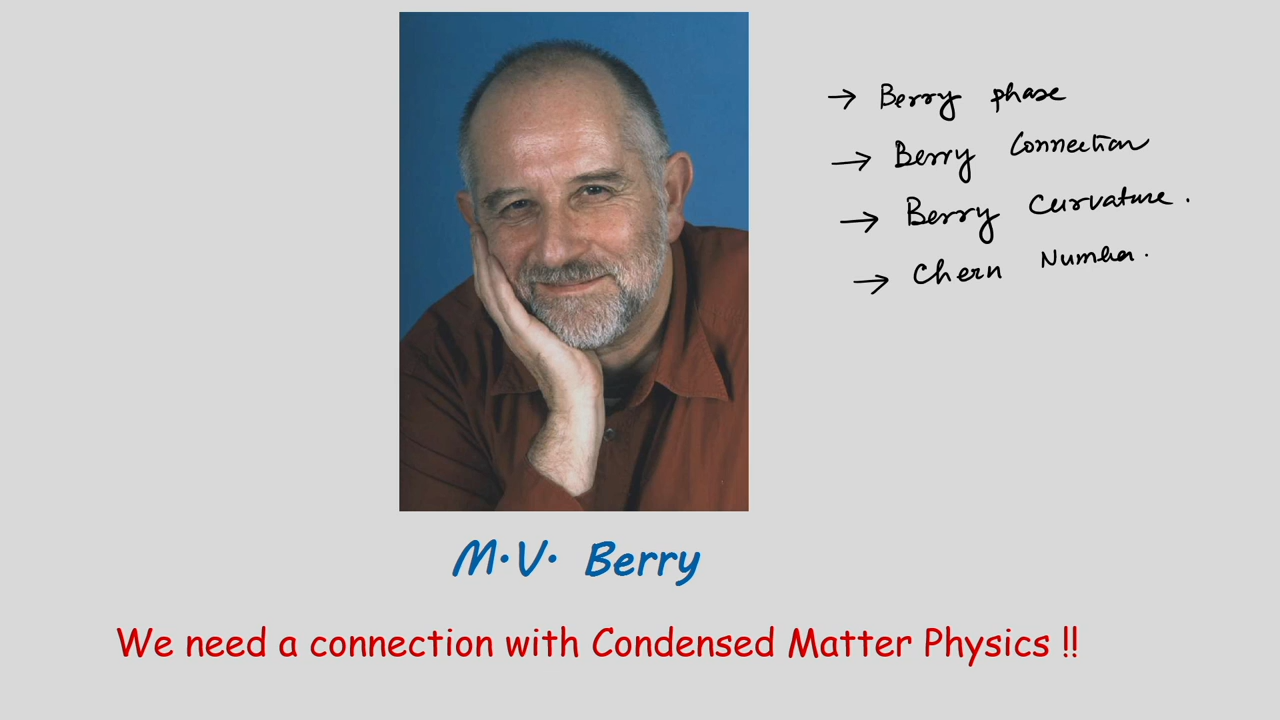 → Berry phase
→ Berry Connection
→ Berry Curvature.
→ Chern Number.
M.V. Berry
We need a connection with Condensed Matter Physics !!